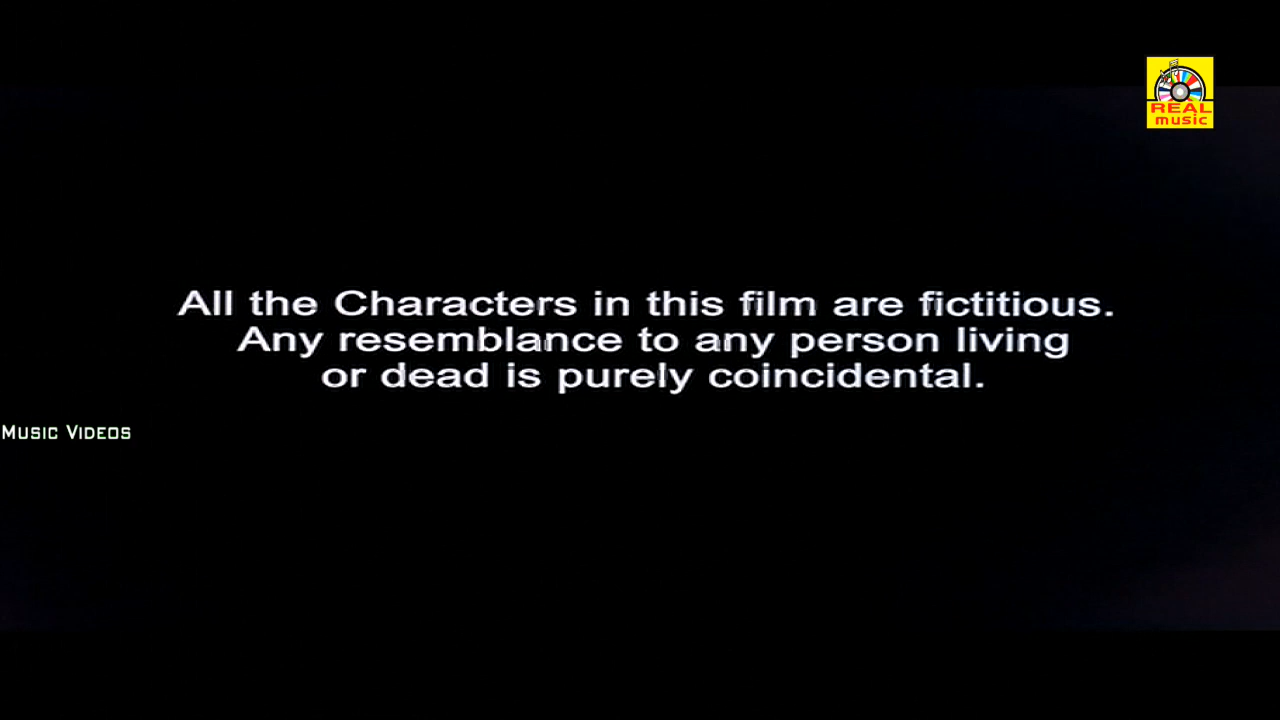 REAL
music
All the Characters in this film are fictitious.
Any resemblance to any person living
or dead is purely coincidental.
MUSIC VIDEOS